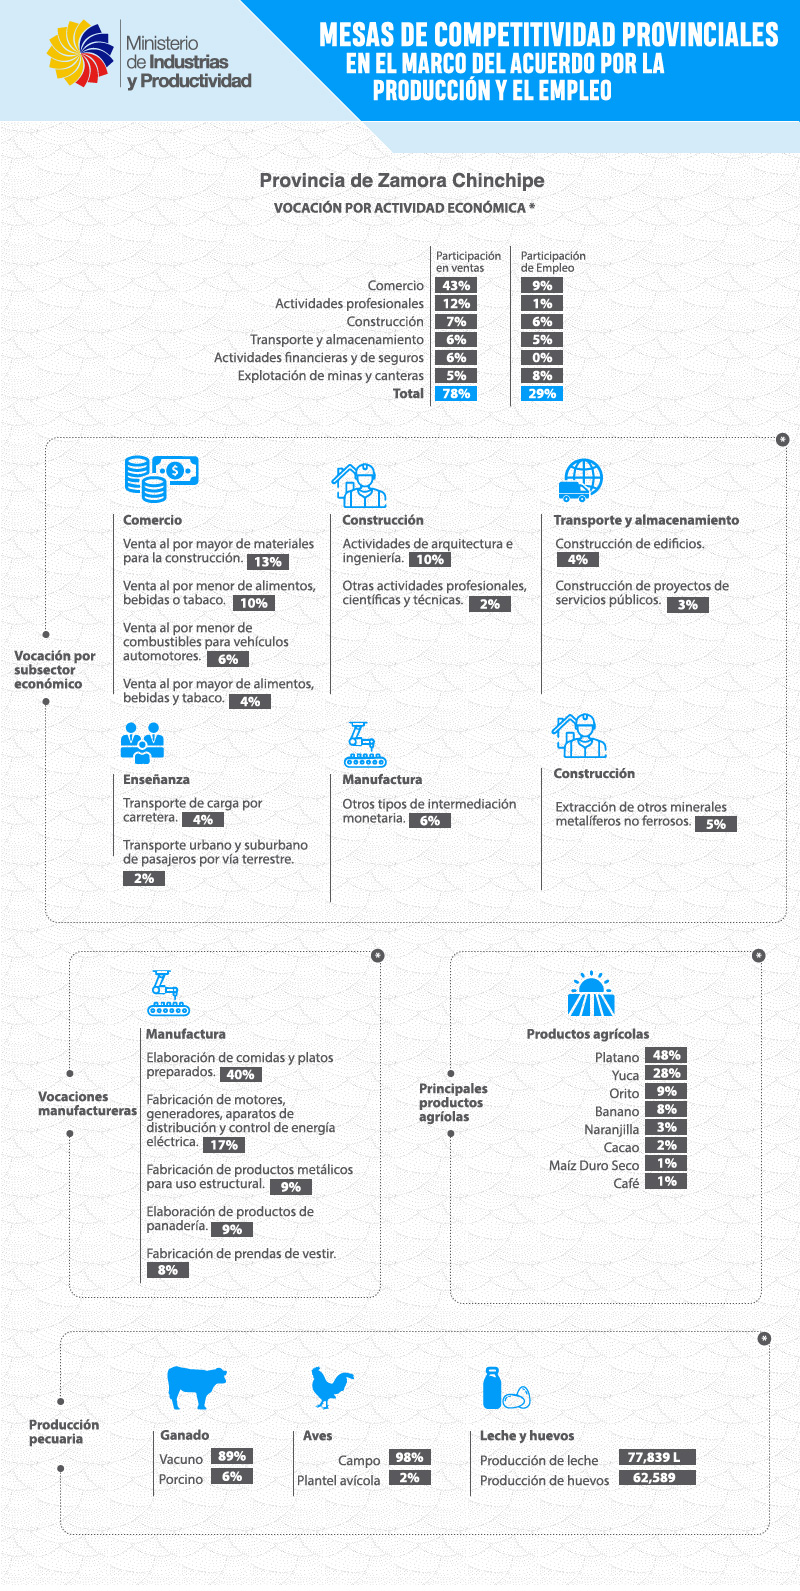 Ministerio
de Industrias
y Productividad
MESAS DE COMPETITIVIDAD PROVINCIALES
EN EL MARCO DEL ACUERDO POR LA
PRODUCCIÓN Y EL EMPLEO
Provincia de Zamora Chinchipe
VOCACIÓN POR ACTIVIDAD ECONÓMICA *
Participación en ventas
Participación de Empleo
Comercio 43% 9%
Actividades profesionales 12% 1%
Construcción 7% 6%
Transporte y almacenamiento 6% 5%
Actividades financieras y de seguros 6% 0%
Explotación de minas y canteras 5% 8%
Total 78% 29%
*
Vocación por
subsector
económico
Comercio
Venta al por mayor de materiales
para la construcción. 13%
Venta al por menor de alimentos,
bebidas o tabaco. 10%
Venta al por menor de
combustibles para vehículos
automotores. 6%
Venta al por mayor de alimentos,
bebidas y tabaco. 4%
Construcción
Actividades de arquitectura e
ingeniería. 10%
Otras actividades profesionales,
científicas y técnicas. 2%
Transporte y almacenamiento
Construcción de edificios.
4%
Construcción de proyectos de
servicios públicos. 3%
Enseñanza
Transporte de carga por
carretera. 4%
Transporte urbano y suburbano
de pasajeros por vía terrestre.
2%
Manufactura
Otros tipos de intermediación
monetaria. 6%
Construcción
Extracción de otros minerales
metalíferos no ferrosos. 5%
*
Vocaciones
manufactureras
Manufactura
Elaboración de comidas y platos
preparados. 40%
Fabricación de motores,
generadores, aparatos de
distribución y control de energía
eléctrica. 17%
Fabricación de productos metálicos
para uso estructural. 9%
Elaboración de productos de
panadería. 9%
Fabricación de prendas de vestir.
8%
*
Principales
productos
agríolas
Productos agrícolas
Platano 48%
Yuca 28%
Orito 9%
Banano 8%
Naranjilla 3%
Cacao 2%
Maíz Duro Seco 1%
Café 1%
*
Producción
pecuaria
Ganado
Vacuno 89%
Porcino 6%
Aves
Campo 98%
Plantel avícola 2%
Leche y huevos
Producción de leche 77,839 L
Producción de huevos 62,589